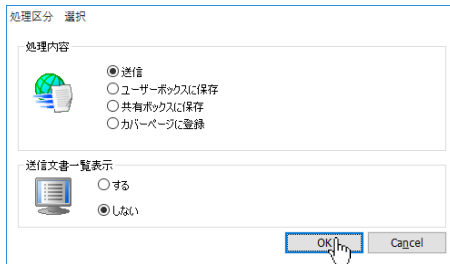 処理区分　選択
処理内容
送信
ユーザーボックスに保存
共有ボックスに保存
カバーページに登録
送信文書一覧表示
する
しない
OK
Cancel